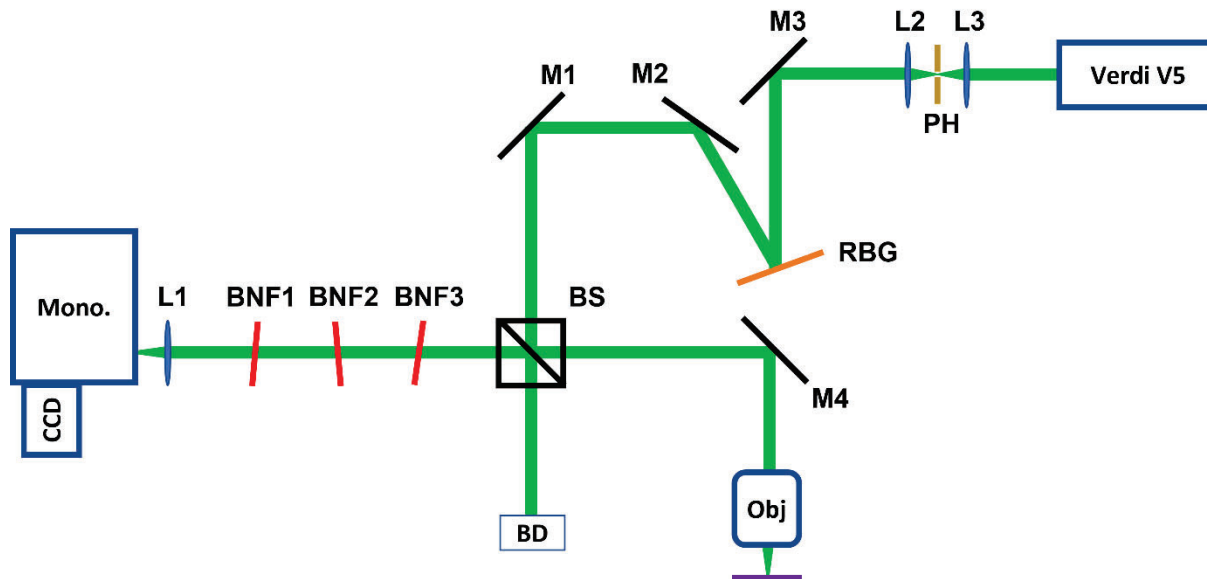 M3
L2
L3
Verdi V5
PH
M1
M2
RBG
Mono.
L1
BNF1
BNF2
BNF3
BS
M4
CCD
Obj
BD